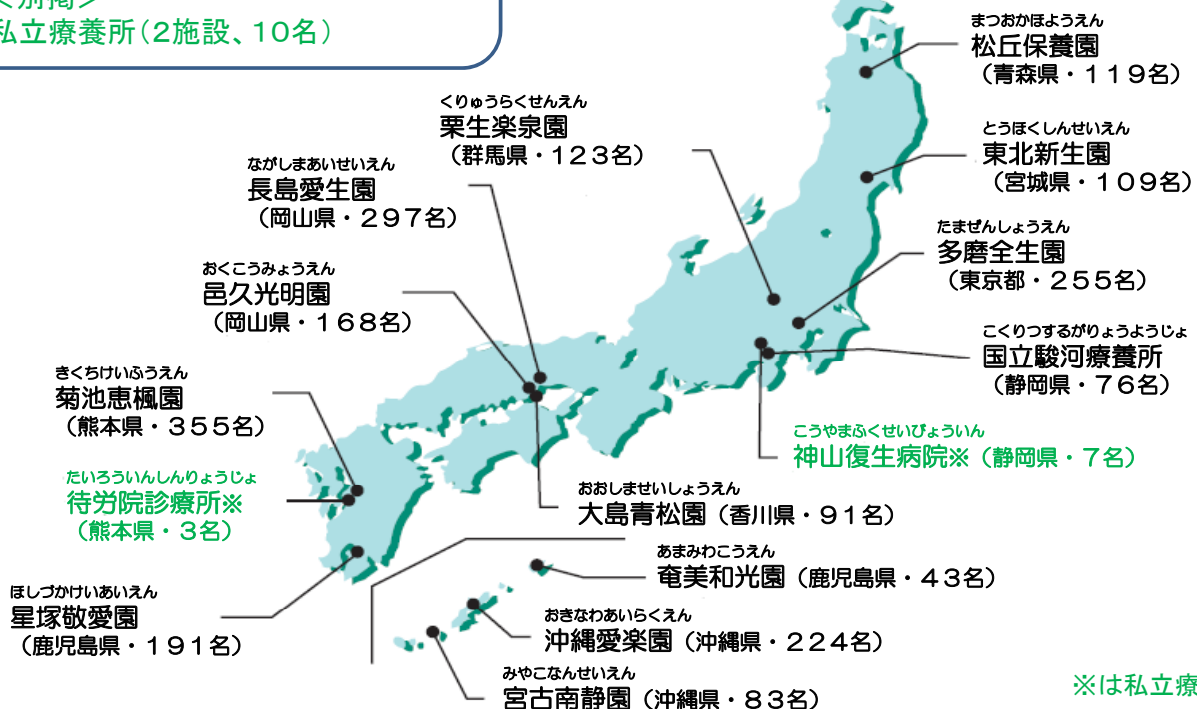 ＜別掲＞
私立療養所（２施設、１０名）
まつおかほようえん
松丘保養園
（青森県・１１９名）
くりゅうらくせんえん
栗生楽泉園
（群馬県・１２３名）
とうほくしんせいえん
東北新生園
（宮城県・１０９名）
ながしまあいせいえん
長島愛生園
（岡山県・２９７名）
たまぜんしょうえん
多磨全生園
（東京都・２５５名）
おくこうみょうえん
邑久光明園
（岡山県・１６８名）
こくりつするがりょうようじょ
国立駿河療養所
（静岡県・７６名）
きくちけいふうえん
菊池恵楓園
（熊本県・３５５名）
こうやまふくせいびょういん
神山復生病院※（静岡県・７名）
たいろういんしんりょうじょ
待労院診療所※
（熊本県・３名）
おおしませいしょうえん
大島青松園（香川県・９１名）
あまみわこうえん
奄美和光園（鹿児島県・４３名）
ほしづかけいあいえん
星塚敬愛園
（鹿児島県・１９１名）
おきなわあいらくえん
沖縄愛楽園（沖縄県・２２４名）
みやこなんせいえん
宮古南静園（沖縄県・８３名）
※は私立療